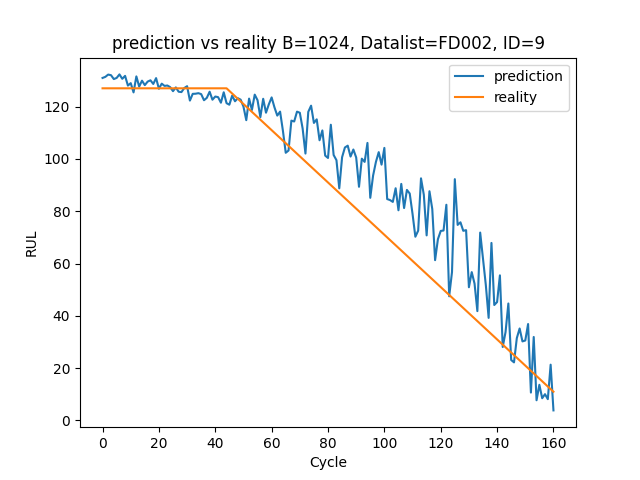 prediction vs reality B=1024, Datalist=FD002, ID=9
prediction
reality
RUL
120
100
80
60
40
20
0
0 20 40 60 80 100 120 140 160
Cycle